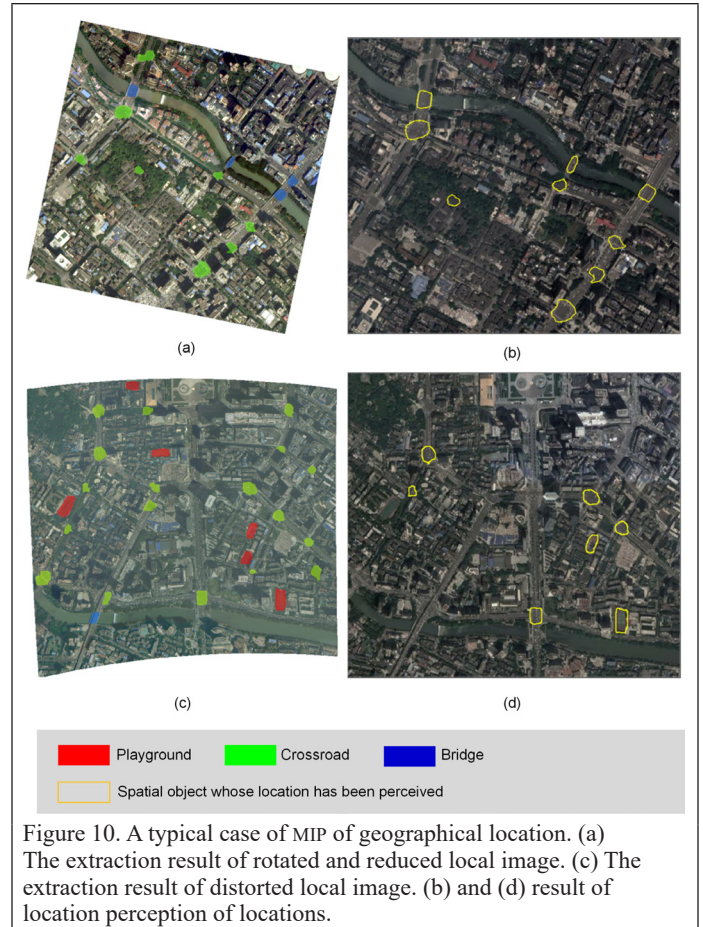 (a)
(b)
(c)
(d)
Playground
Crossroad
Bridge
Spatial object whose location has been perceived
Figure 10. A typical case of MIP of geographical location. (a)
The extraction result of rotated and reduced local image. (c) The
extraction result of distorted local image. (b) and (d) result of
location perception of locations.